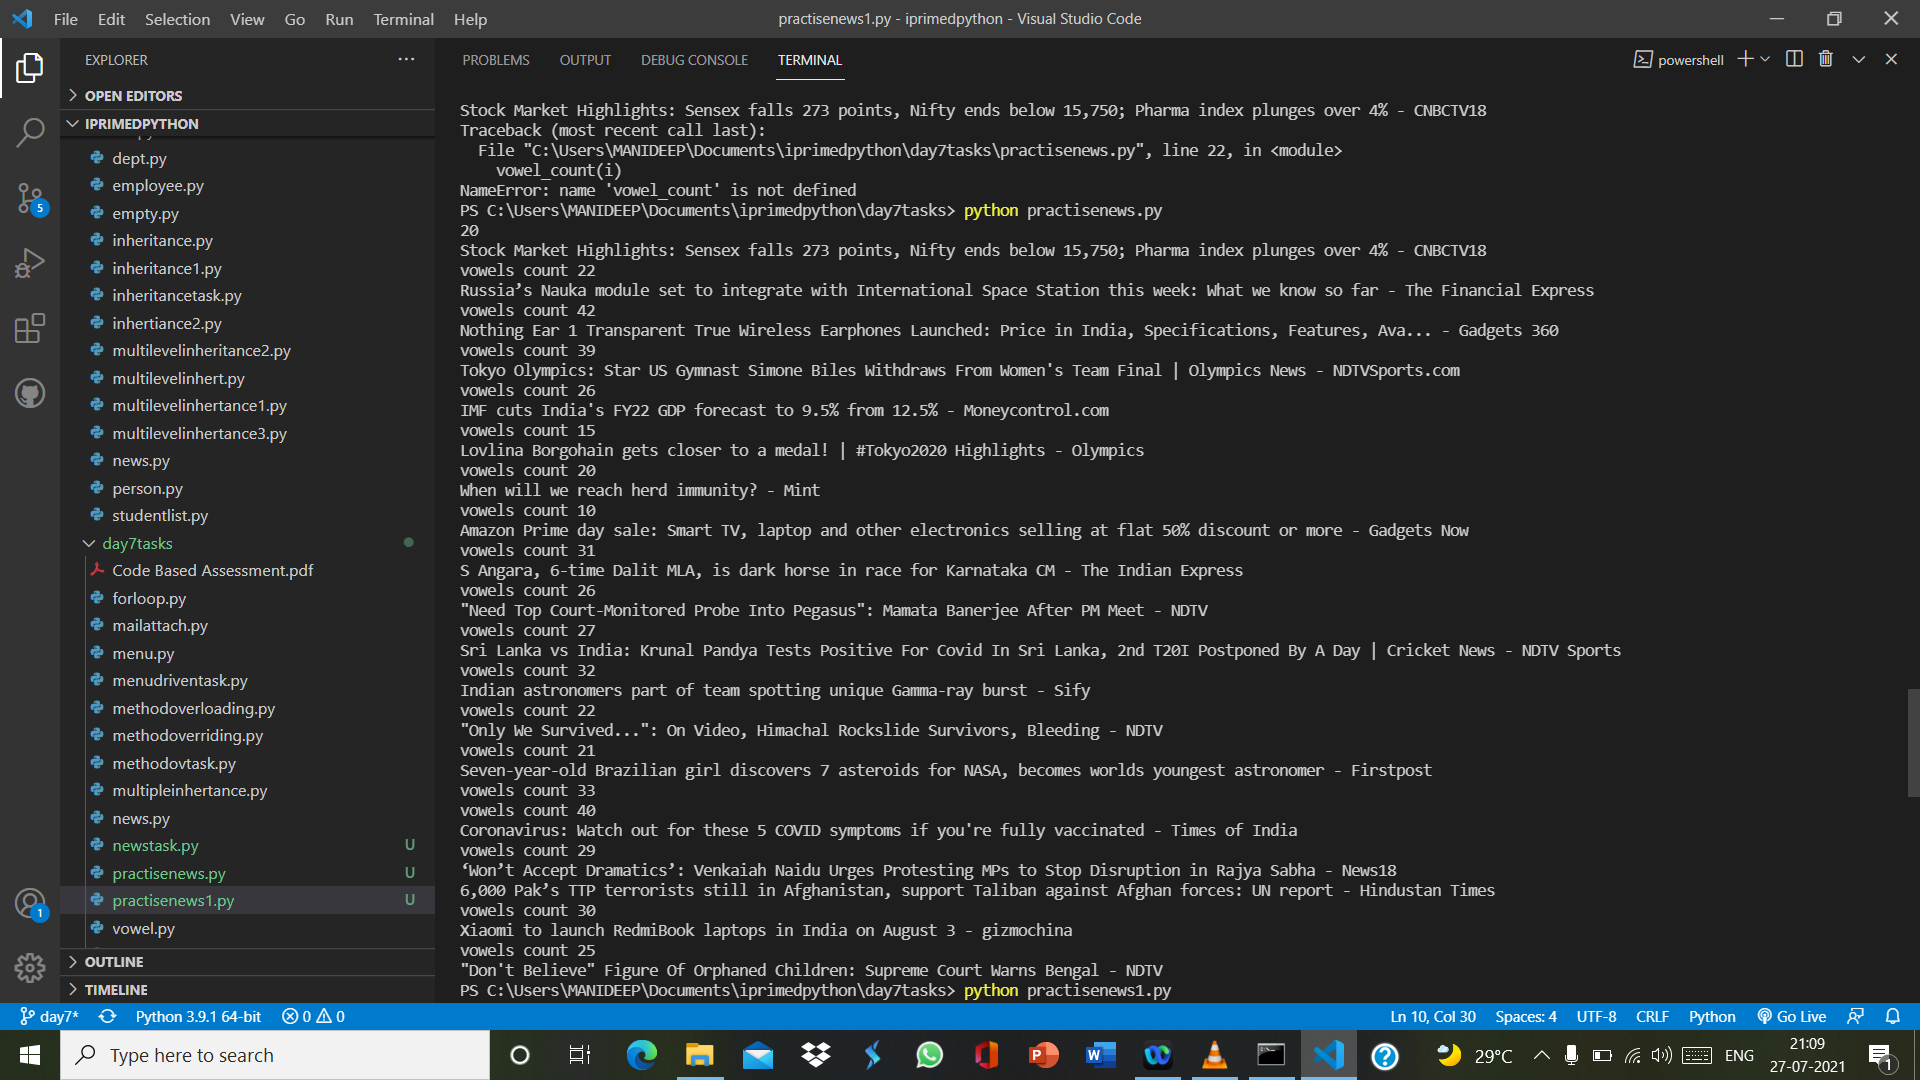 File Edit Selection View Go Run Terminal Help
practisenews1.py - iprimedpython - Visual Studio Code
EXPLORER
OPEN EDITORS
IPRIMEDPYTHON
dept.py
employee.py
empty.py
inheritance.py
inheritance1.py
inheritancetask.py
inhertiance2.py
multilevelinheritance2.py
multilevelinhert.py
multilevelinhertance1.py
multilevelinhertance3.py
news.py
person.py
studentlist.py
day7tasks
Code Based Assessment.pdf
forloop.py
mailattach.py
menu.py
menudriventask.py
methodoverloading.py
methodoverriding.py
methodovtask.py
multipleinhertance.py
news.py
newstask.py U
practisenews.py U
practisenews1.py U
vowel.py
OUTLINE
TIMELINE
5
1
PROBLEMS OUTPUT DEBUG CONSOLE TERMINAL
powershell
Stock Market Highlights: Sensex falls 273 points, Nifty ends below 15,750; Pharma index plunges over 4% - CNBCTV18
Traceback (most recent call last):
File "C:\Users\MANIDEEP\Documents\iprimedpython\day7tasks\practisenews.py", line 22, in <module>
vowel_count(i)
NameError: name 'vowel_count' is not defined
PS C:\Users\MANIDEEP\Documents\iprimedpython\day7tasks> python practisenews.py
20
Stock Market Highlights: Sensex falls 273 points, Nifty ends below 15,750; Pharma index plunges over 4% - CNBCTV18
vowels count 22
Russia’s Nauka module set to integrate with International Space Station this week: What we know so far - The Financial Express
vowels count 42
Nothing Ear 1 Transparent True Wireless Earphones Launched: Price in India, Specifications, Features, Ava... - Gadgets 360
vowels count 39
Tokyo Olympics: Star US Gymnast Simone Biles Withdraws From Women's Team Final | Olympics News - NDTVSports.com
vowels count 26
IMF cuts India's FY22 GDP forecast to 9.5% from 12.5% - Moneycontrol.com
vowels count 15
Lovlina Borgohain gets closer to a medal! | #Tokyo2020 Highlights - Olympics
vowels count 20
When will we reach herd immunity? - Mint
vowels count 10
Amazon Prime day sale: Smart TV, laptop and other electronics selling at flat 50% discount or more - Gadgets Now
vowels count 31
S Angara, 6-time Dalit MLA, is dark horse in race for Karnataka CM - The Indian Express
vowels count 26
"Need Top Court-Monitored Probe Into Pegasus": Mamata Banerjee After PM Meet - NDTV
vowels count 27
Sri Lanka vs India: Krunal Pandya Tests Positive For Covid In Sri Lanka, 2nd T20I Postponed By A Day | Cricket News - NDTV Sports
vowels count 32
Indian astronomers part of team spotting unique Gamma-ray burst - Sify
vowels count 22
"Only We Survived...": On Video, Himachal Rockslide Survivors, Bleeding - NDTV
vowels count 21
Seven-year-old Brazilian girl discovers 7 asteroids for NASA, becomes worlds youngest astronomer - Firstpost
vowels count 33
vowels count 40
Coronavirus: Watch out for these 5 COVID symptoms if you're fully vaccinated - Times of India
vowels count 29
‘Won’t Accept Dramatics’: Venkaiah Naidu Urges Protesting MPs to Stop Disruption in Rajya Sabha - News18
6,000 Pak’s TTP terrorists still in Afghanistan, support Taliban against Afghan forces: UN report - Hindustan Times
vowels count 30
Xiaomi to launch RedmiBook laptops in India on August 3 - gizmochina
vowels count 25
"Don't Believe" Figure Of Orphaned Children: Supreme Court Warns Bengal - NDTV
PS C:\Users\MANIDEEP\Documents\iprimedpython\day7tasks> python practisenews1.py
day7* Python 3.9.1 64-bit 0 0 Ln 10, Col 30 Spaces: 4 UTF-8 CRLF Python Go Live
Type here to search
29°C ENG
21:09
27-07-2021
1